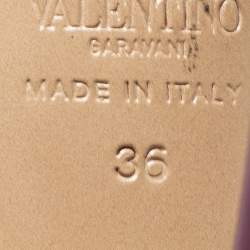 VALENTINO
GARAVANI
MADE IN ITALY
36